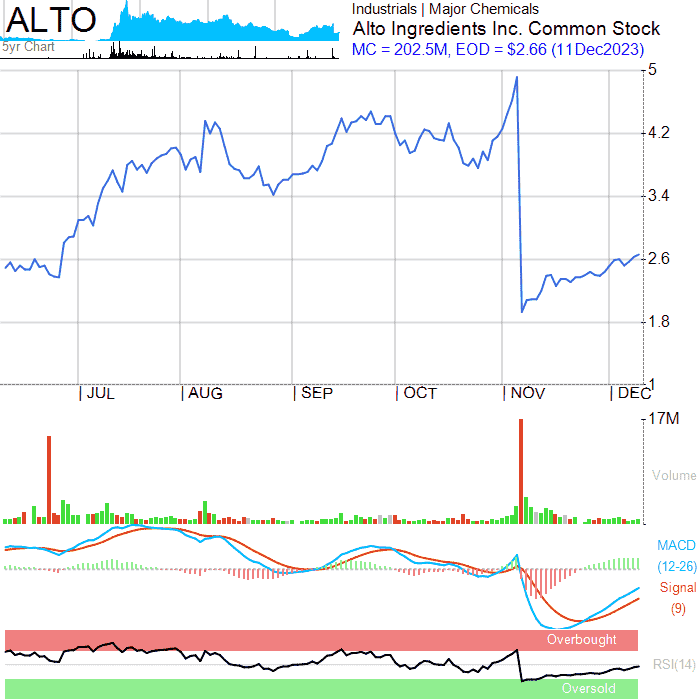 ALTO
5yr Chart
Industrials | Major Chemicals
Alto Ingredients Inc. Common Stock
MC = 202.5M, EOD = $2.66 (11Dec2023)
5
4.2
3.4
2.6
1.8
1
| JUL | AUG | SEP | OCT | NOV | DEC
17M
Volume
MACD
(12-26)
Signal
(9)
Overbought
RSI(14)
Oversold